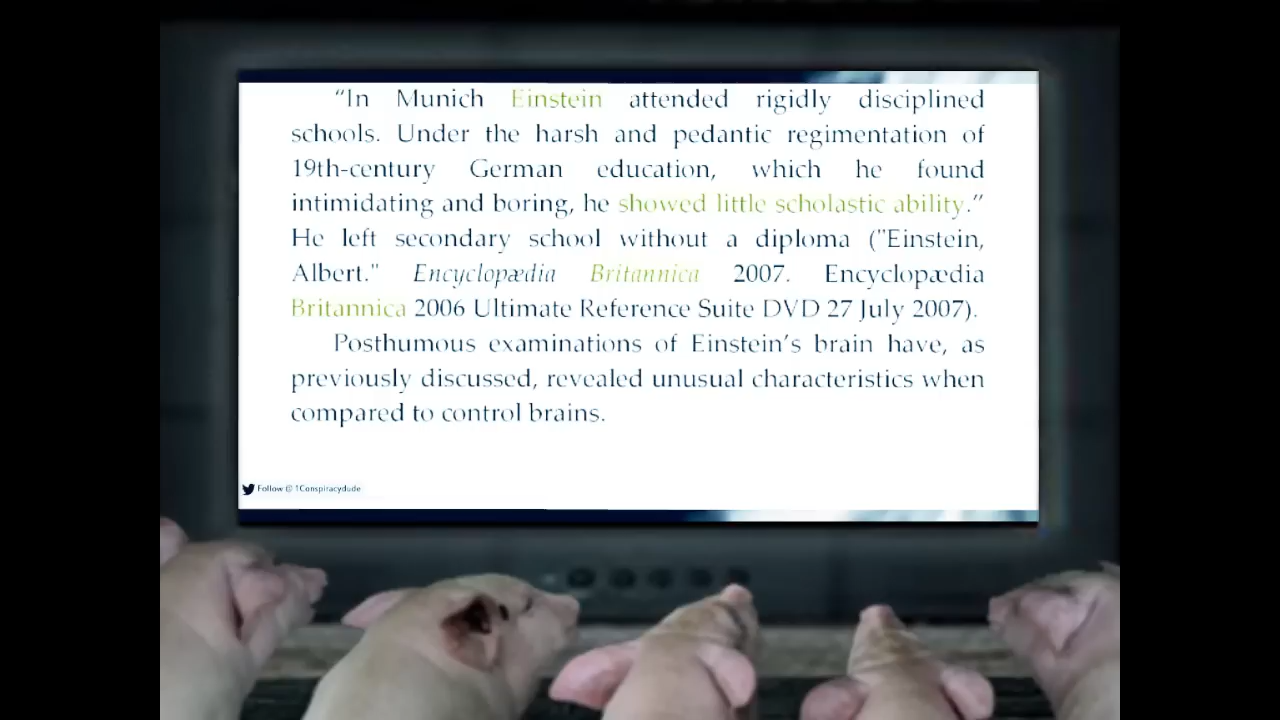 “In Munich Einstein attended rigidly disciplined
schools. Under the harsh and pedantic regimentation of
19th-century German education, which he found
intimidating and boring, he showed little scholastic ability.”
He left secondary school without a diploma ("Einstein,
Albert." Encyclopædia Britannica 2007. Encyclopædia
Britannica 2006 Ultimate Reference Suite DVD 27 July 2007).
Posthumous examinations of Einstein’s brain have, as
previously discussed, revealed unusual characteristics when
compared to control brains.
Follow @ 1Conspiracydude